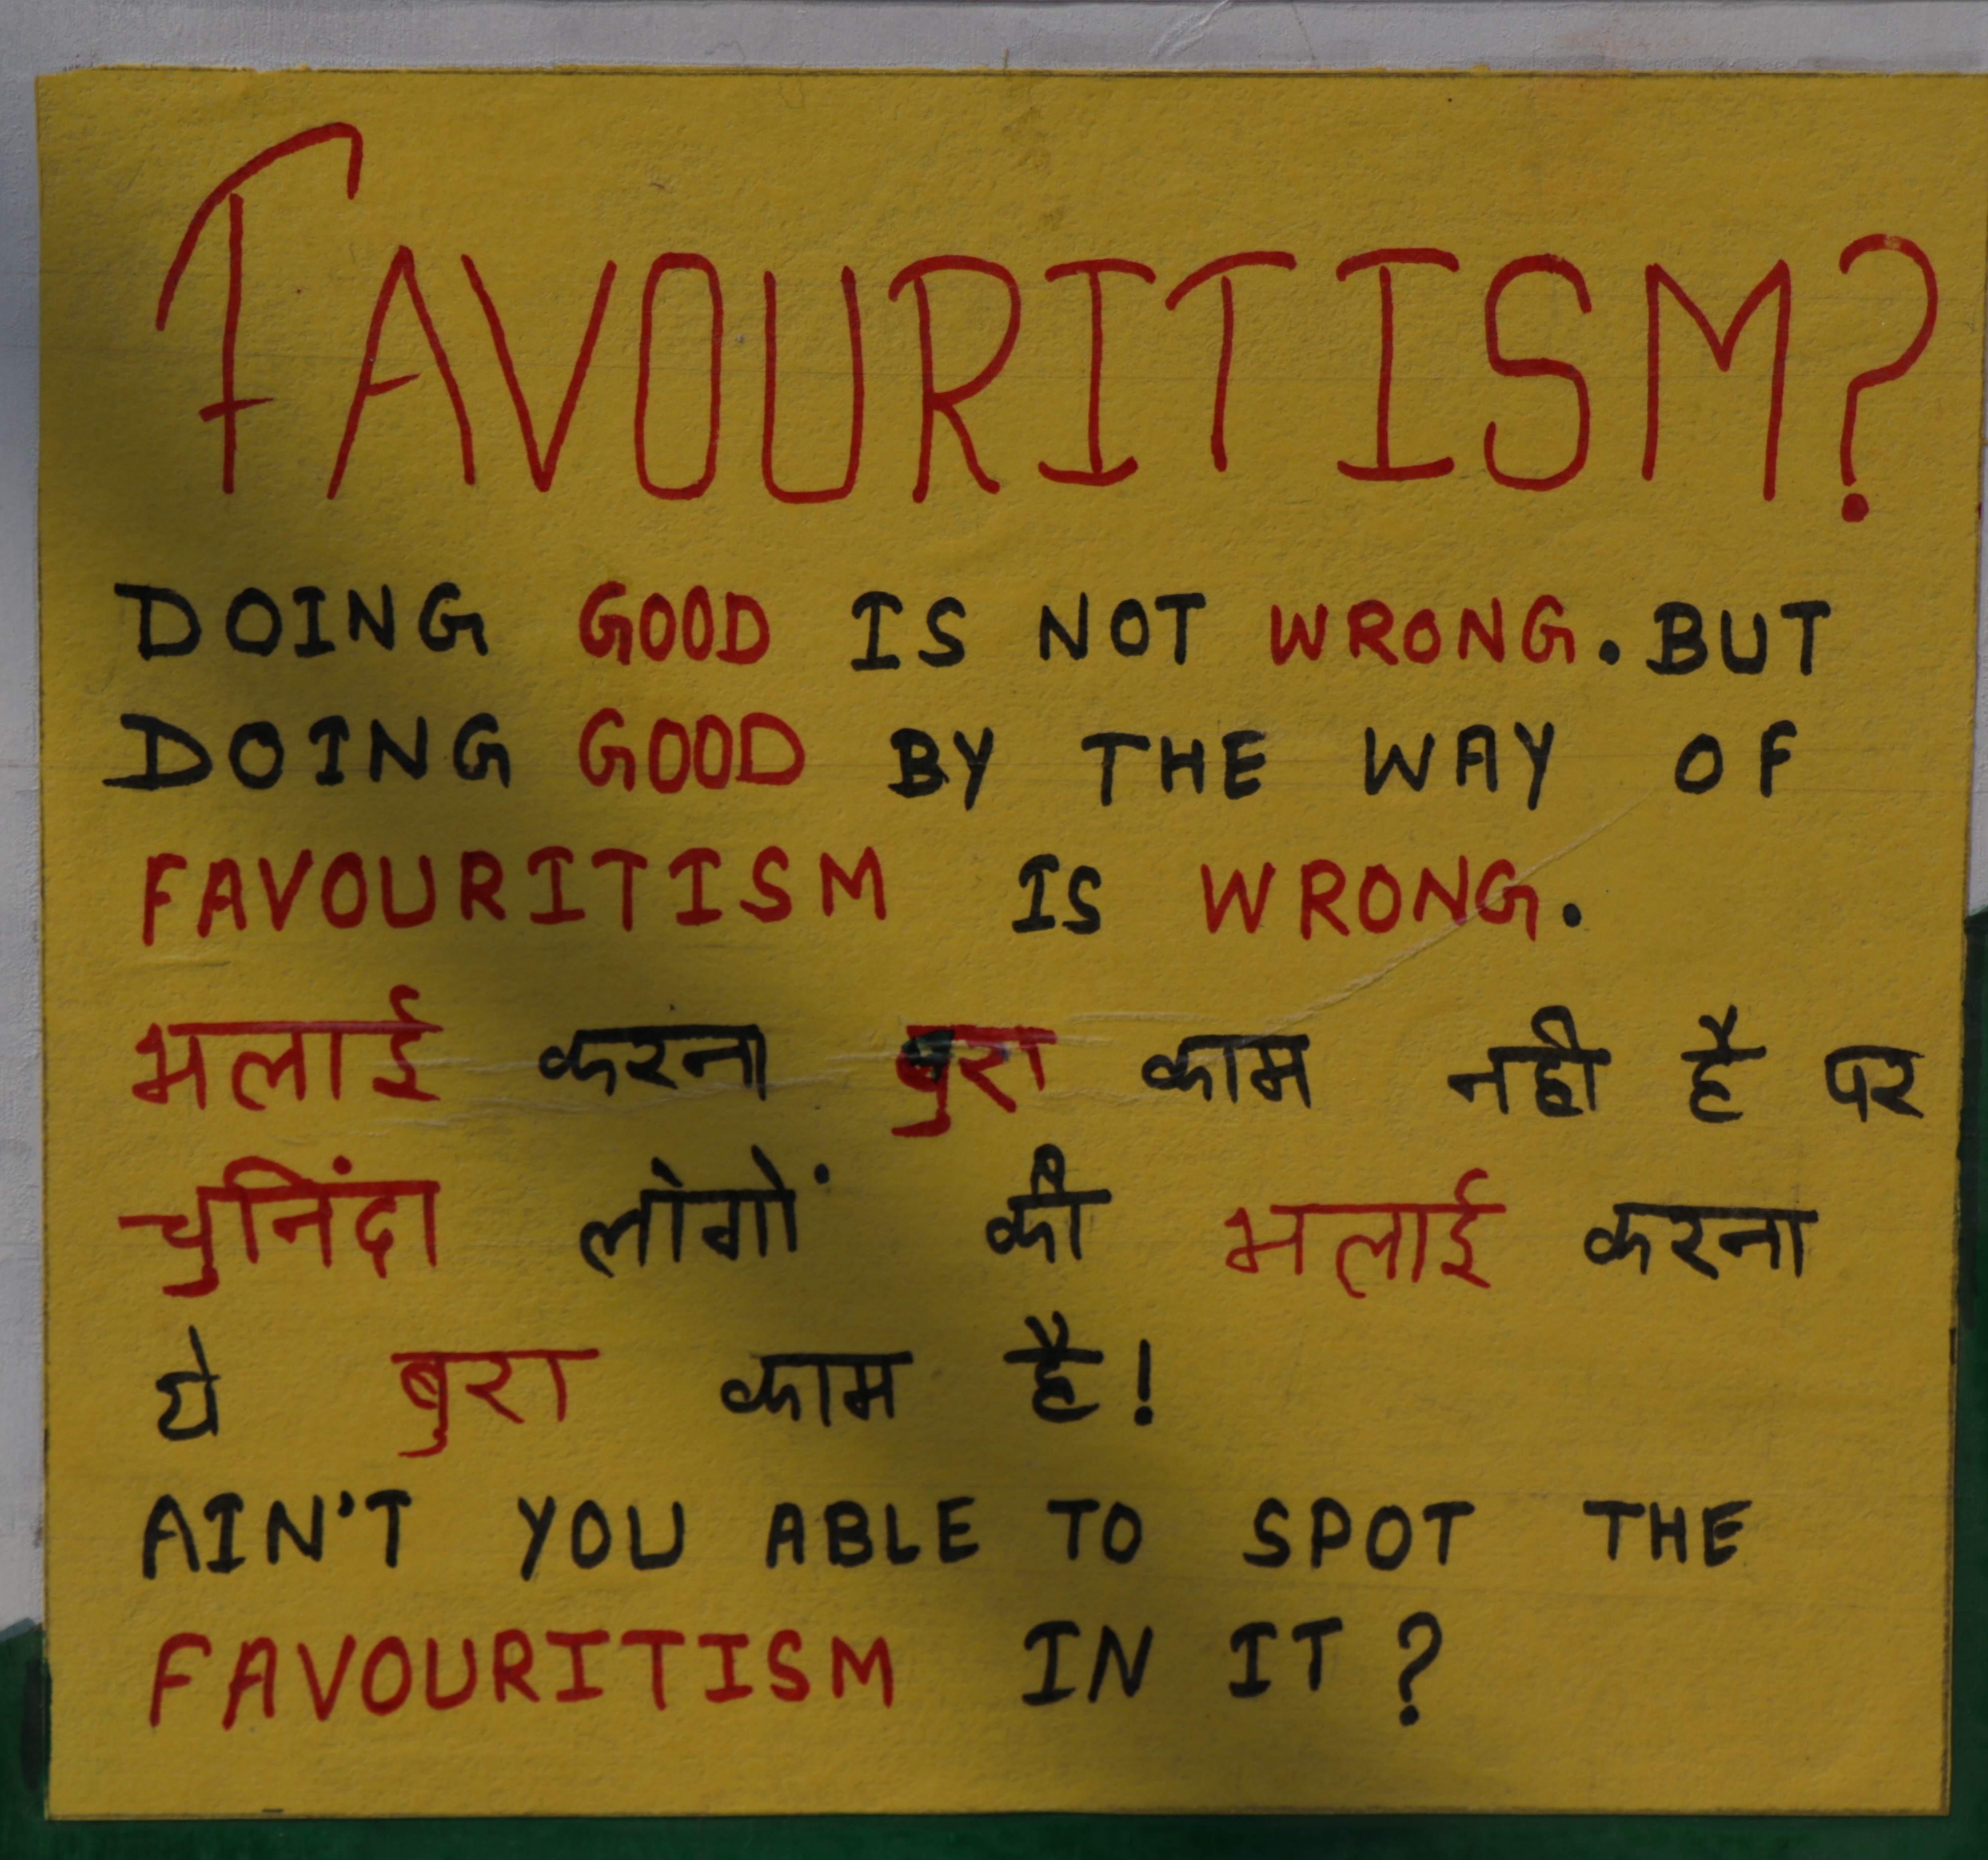 FAVOURITISM?
DOING GOOD IS NOT WRONG. BUT
DOING GOOD BY THE WAY OF
FAVOURITISM IS WRONG.
भलाई करना बुरा काम नही है पर
चुनिंदा लोगों की भलाई करना
ये बुरा काम है!
AIN'T YOU ABLE TO SPOT THE
FAVOURITISM IN IT?